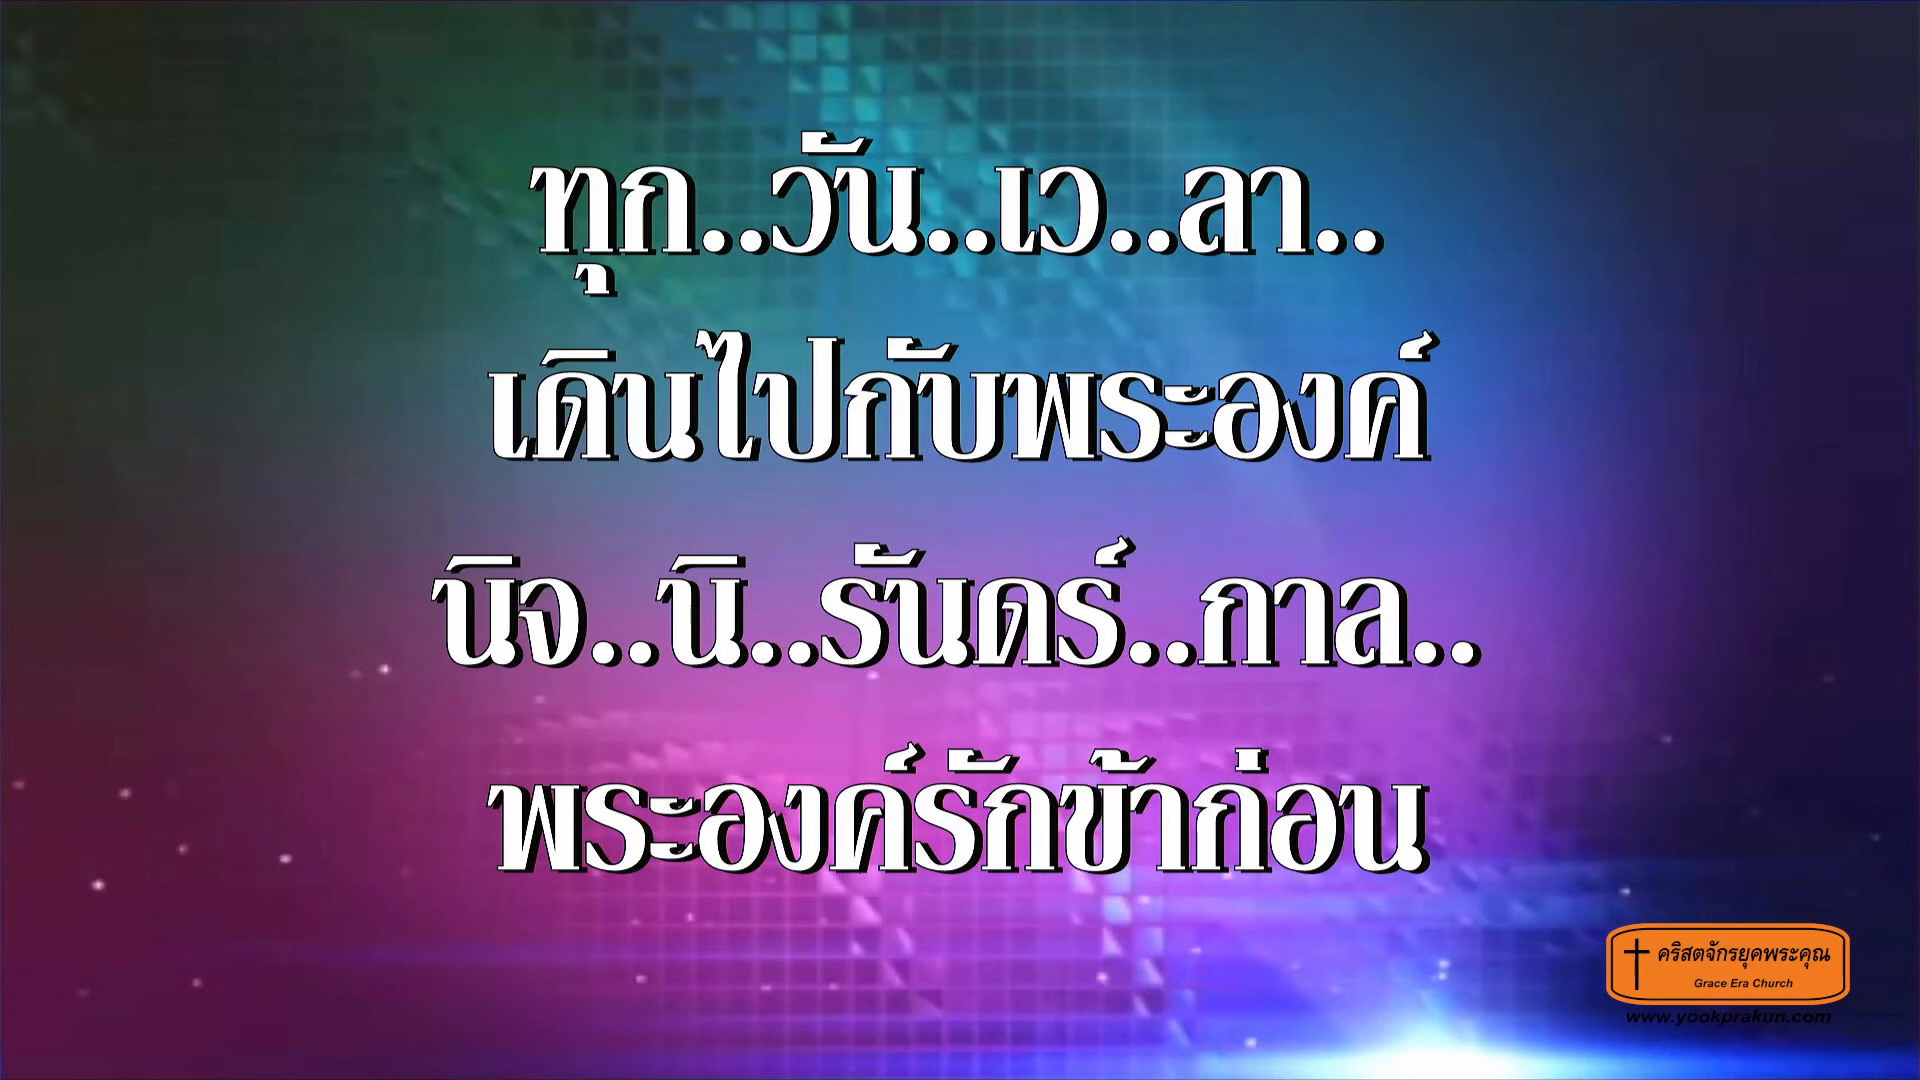 ทุก..วัน..เว..ลา..
เดินไปกับพระองค์
นิจ..นิ..รันดร์..กาล..
พระองค์รักข้าก่อน
คริสตจักรยุคพระคุณ
Grace Era Church
www.yookprakun.com